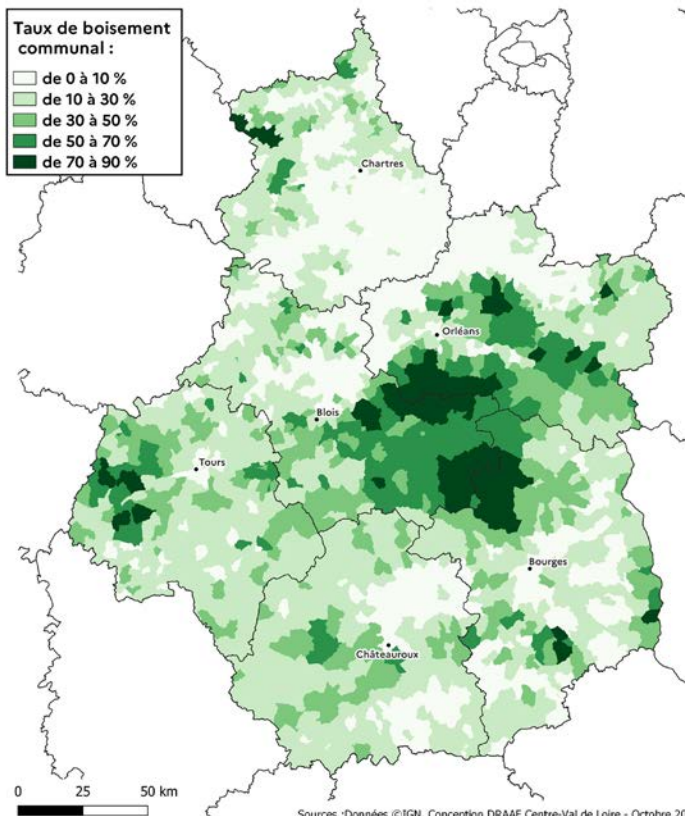 Taux de boisement
communal :
de 0 à 10 %
de 10 à 30 %
de 30 à 50 %
de 50 à 70 %
de 70 à 90 %
Chartres
Orléans
Blois
Tours
Bourges
Châteauroux
0 25 50 km
Sources :Données ©IGN, Conception DRAAF Centre-Val de Loire - Octobre 20